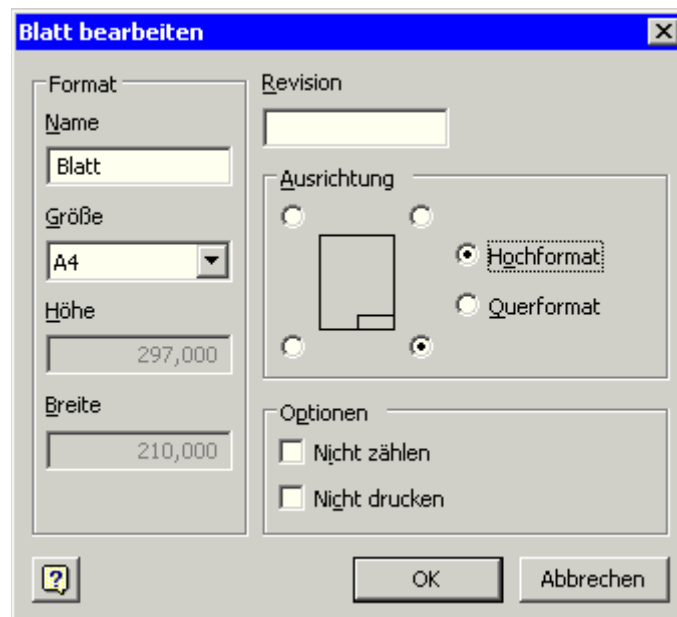 Blatt bearbeiten
Format
Name
Blatt
Größe
A4
Höhe
297,000
Breite
210,000
Revision
Ausrichtung
Hochformat
Querformat
Optionen
Nicht zählen
Nicht drucken
OK
Abbrechen